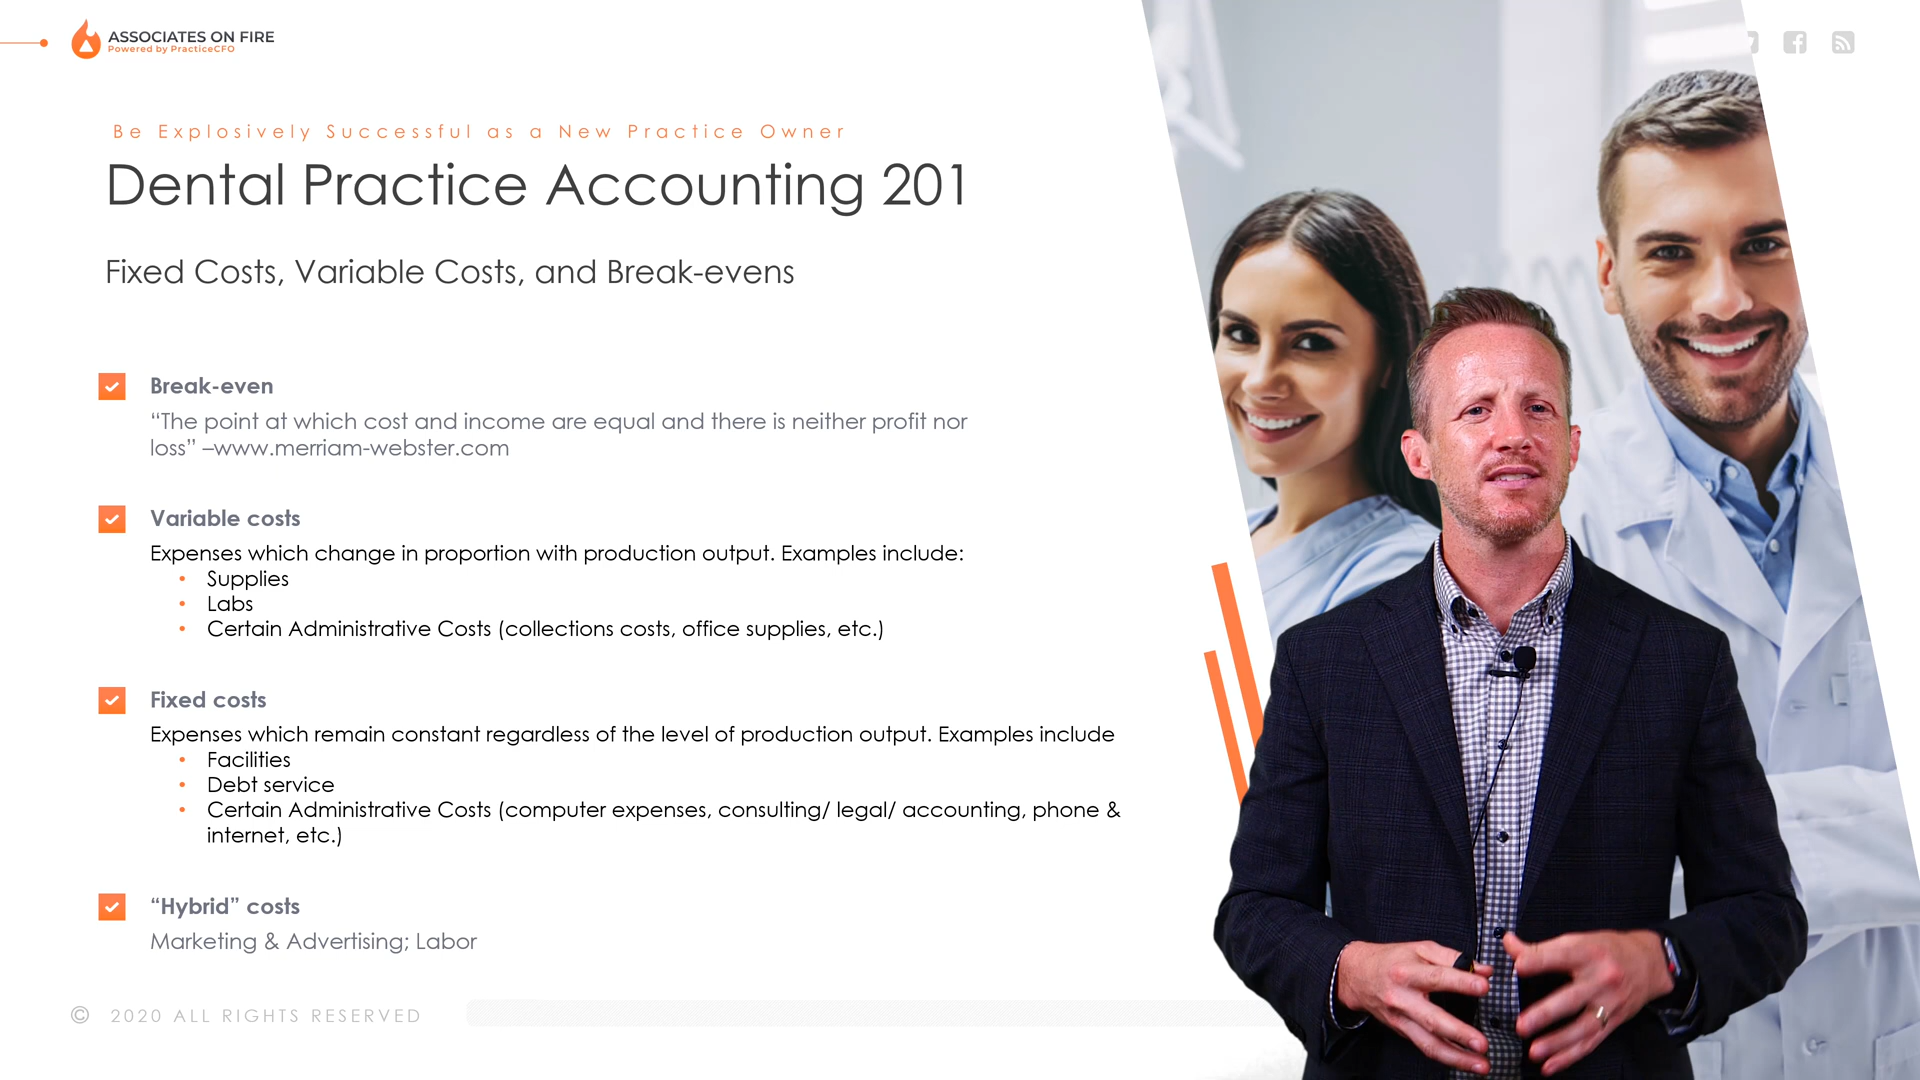 ASSOCIATES ON FIRE
Powered by PracticeCFO
Be Explosively Successful as a New Practice Owner
Dental Practice Accounting 201
Fixed Costs, Variable Costs, and Break-evens
Break-even
“The point at which cost and income are equal and there is neither profit nor
loss” –www.merriam-webster.com
Variable costs
Expenses which change in proportion with production output. Examples include:
• Supplies
• Labs
• Certain Administrative Costs (collections costs, office supplies, etc.)
Fixed costs
Expenses which remain constant regardless of the level of production output. Examples include
• Facilities
• Debt service
• Certain Administrative Costs (computer expenses, consulting/ legal/ accounting, phone &
internet, etc.)
“Hybrid” costs
Marketing & Advertising; Labor
© 2020 ALL RIGHTS RESERVED